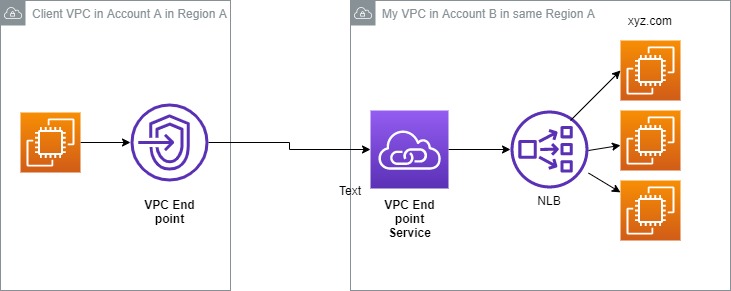 Client VPC in Account A in Region A
My VPC in Account B in same Region A
xyz.com
Text
VPC End
point
VPC End
point
Service
NLB